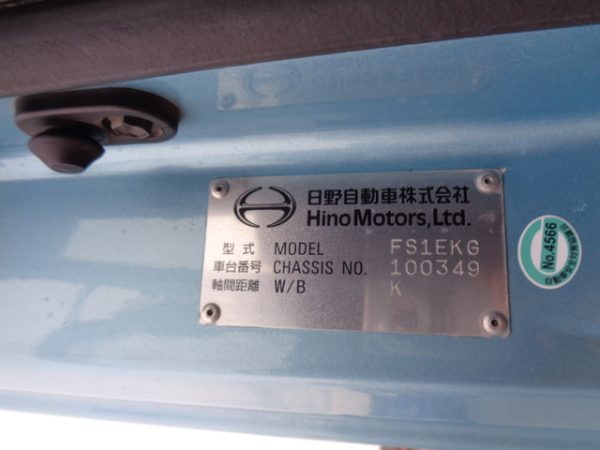 日野自動車株式会社
Hino Motors, Ltd.
型式 MODEL FS1EKG
車台番号 CHASSIS NO. 100349
軸間距離 W/B K
No.4566